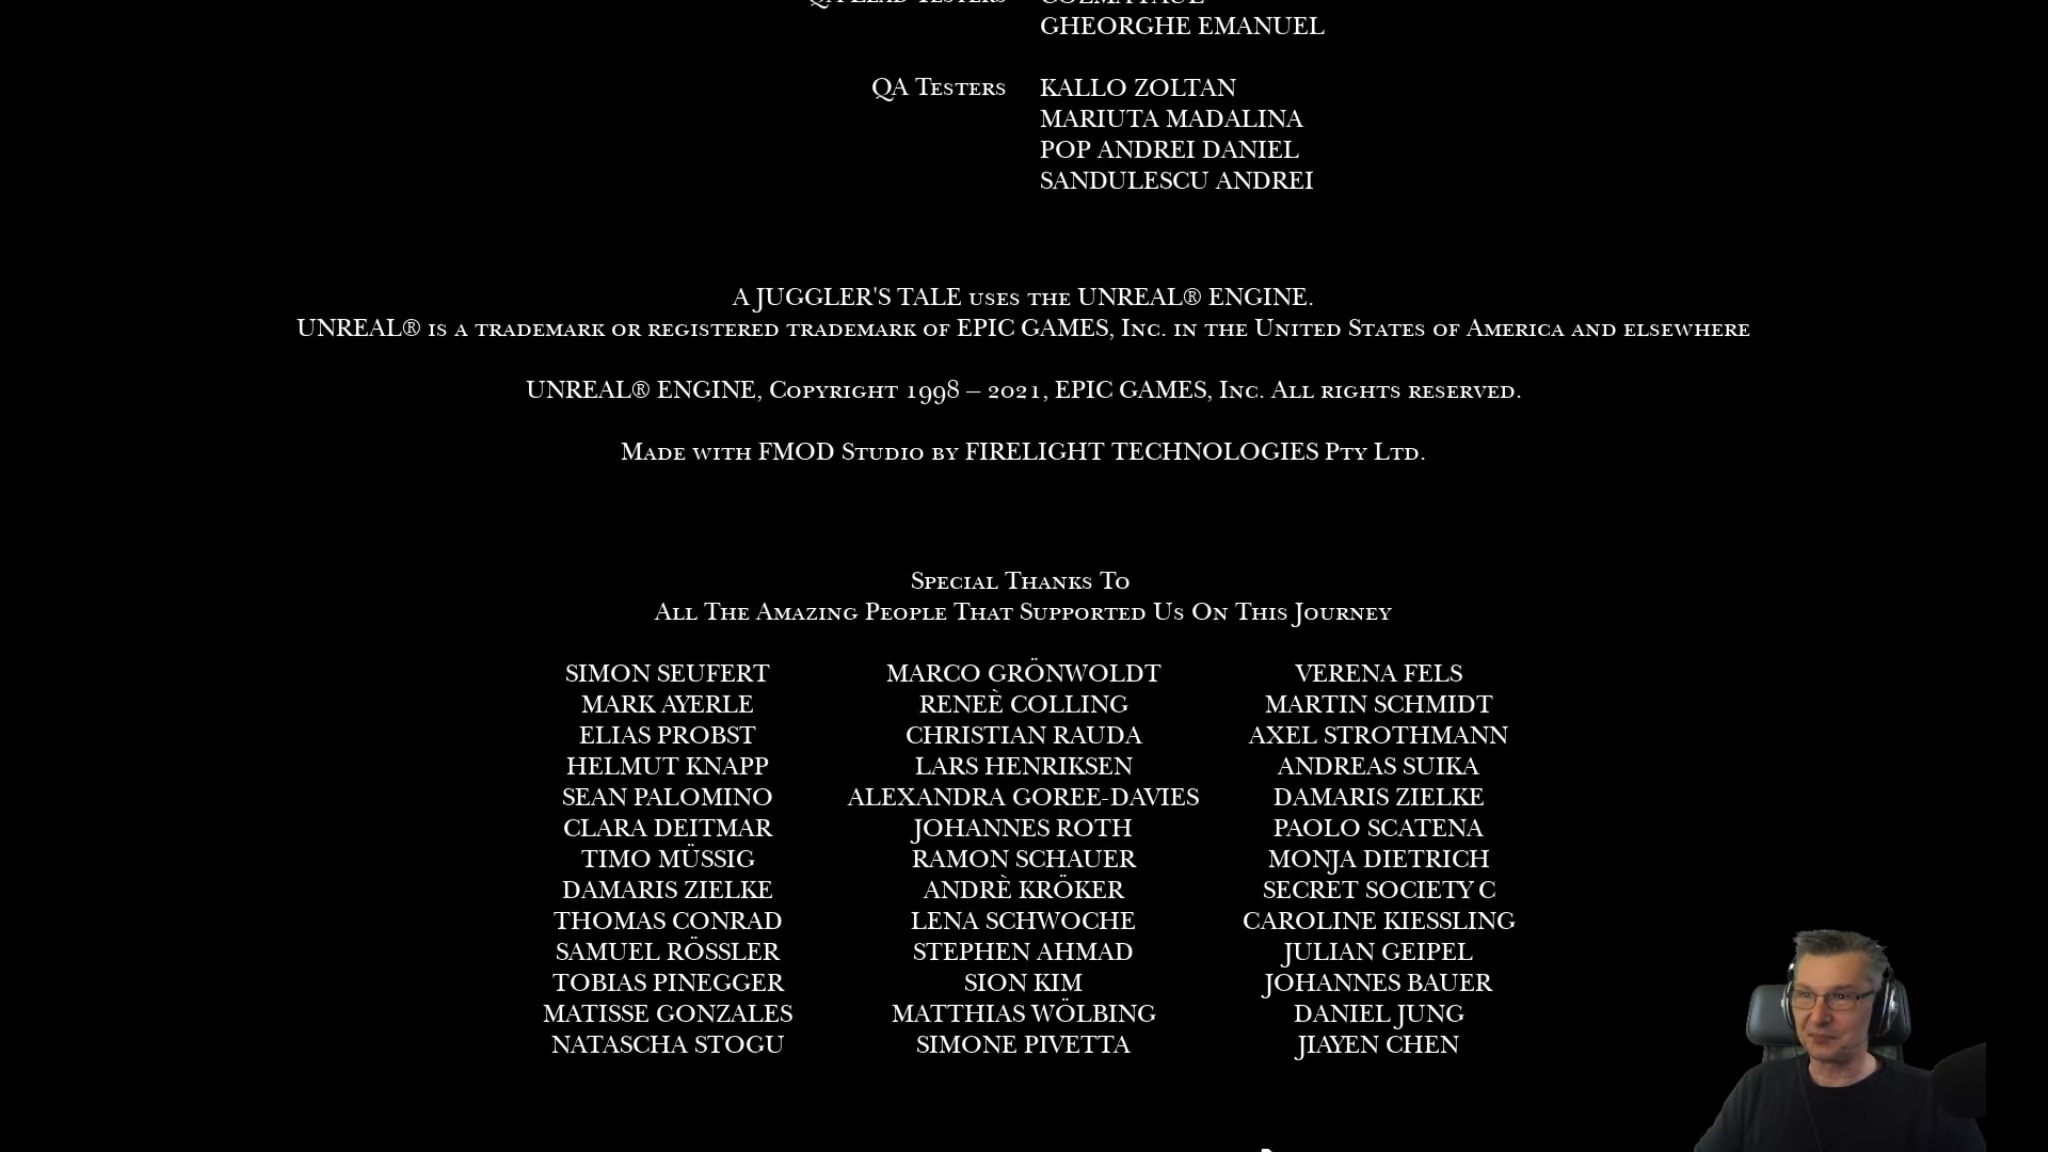 QA Lead Testers COZMA PAUL
GHEORGHE EMANUEL
QA Testers KALLO ZOLTAN
MARIUTA MADALINA
POP ANDREI DANIEL
SANDULESCU ANDREI
A JUGGLER'S TALE uses the UNREAL® ENGINE.
UNREAL® is a trademark or registered trademark of EPIC GAMES, Inc. in the United States of America and elsewhere
UNREAL® ENGINE, Copyright 1998 – 2021, EPIC GAMES, Inc. All rights reserved.
Made with FMOD Studio by FIRELIGHT TECHNOLOGIES Pty Ltd.
Special Thanks To
All The Amazing People That Supported Us On This Journey
SIMON SEUFERT MARCO GRÖNWOLDT VERENA FELS
MARK AYERLE RENEÈ COLLING MARTIN SCHMIDT
ELIAS PROBST CHRISTIAN RAUDA AXEL STROTHMANN
HELMUT KNAPP LARS HENRIKSEN ANDREAS SUIKA
SEAN PALOMINO ALEXANDRA GOREE-DAVIES DAMARIS ZIELKE
CLARA DEITMAR JOHANNES ROTH PAOLO SCATENA
TIMO MÜSSIG RAMON SCHAUER MONJA DIETRICH
DAMARIS ZIELKE ANDRÈ KRÖKER SECRET SOCIETY C
THOMAS CONRAD LENA SCHWOCHE CAROLINE KIESSLING
SAMUEL RÖSSLER STEPHEN AHMAD JULIAN GEIPEL
TOBIAS PINEGGER SION KIM JOHANNES BAUER
MATISSE GONZALES MATTHIAS WÖLBING DANIEL JUNG
NATASCHA STOGU SIMONE PIVETTA JIAYEN CHEN